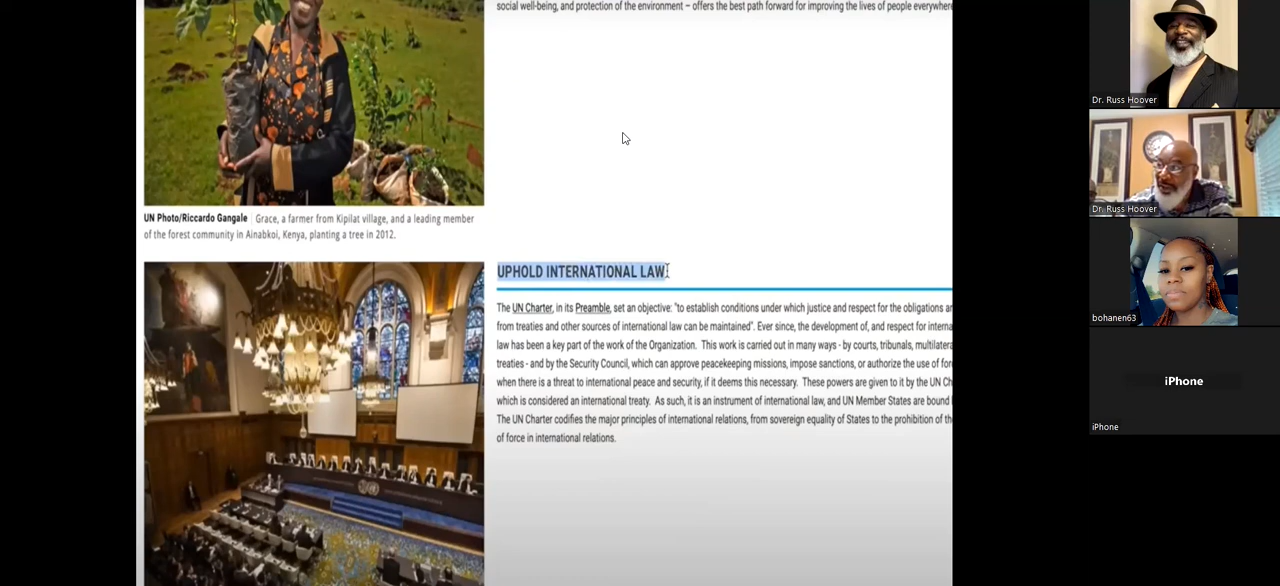 social well-being, and protection of the environment – offers the best path forward for improving the lives of people everywhere
UN Photo/Riccardo Gangale | Grace, a farmer from Kipilat village, and a leading member
of the forest community in Ainabkoi, Kenya, planting a tree in 2012.
UPHOLD INTERNATIONAL LAW
The UN Charter, in its Preamble, set an objective: "to establish conditions under which justice and respect for the obligations ar
from treaties and other sources of international law can be maintained". Ever since, the development of, and respect for interna
law has been a key part of the work of the Organization. This work is carried out in many ways - by courts, tribunals, multilatera
treaties - and by the Security Council, which can approve peacekeeping missions, impose sanctions, or authorize the use of for
when there is a threat to international peace and security, if it deems this necessary. These powers are given to it by the UN Ch
which is considered an international treaty. As such, it is an instrument of international law, and UN Member States are bound
The UN Charter codifies the major principles of international relations, from sovereign equality of States to the prohibition of th
of force in international relations.
Dr. Russ Hoover
Dr. Russ Hoover
bohanen63
iPhone
iPhone